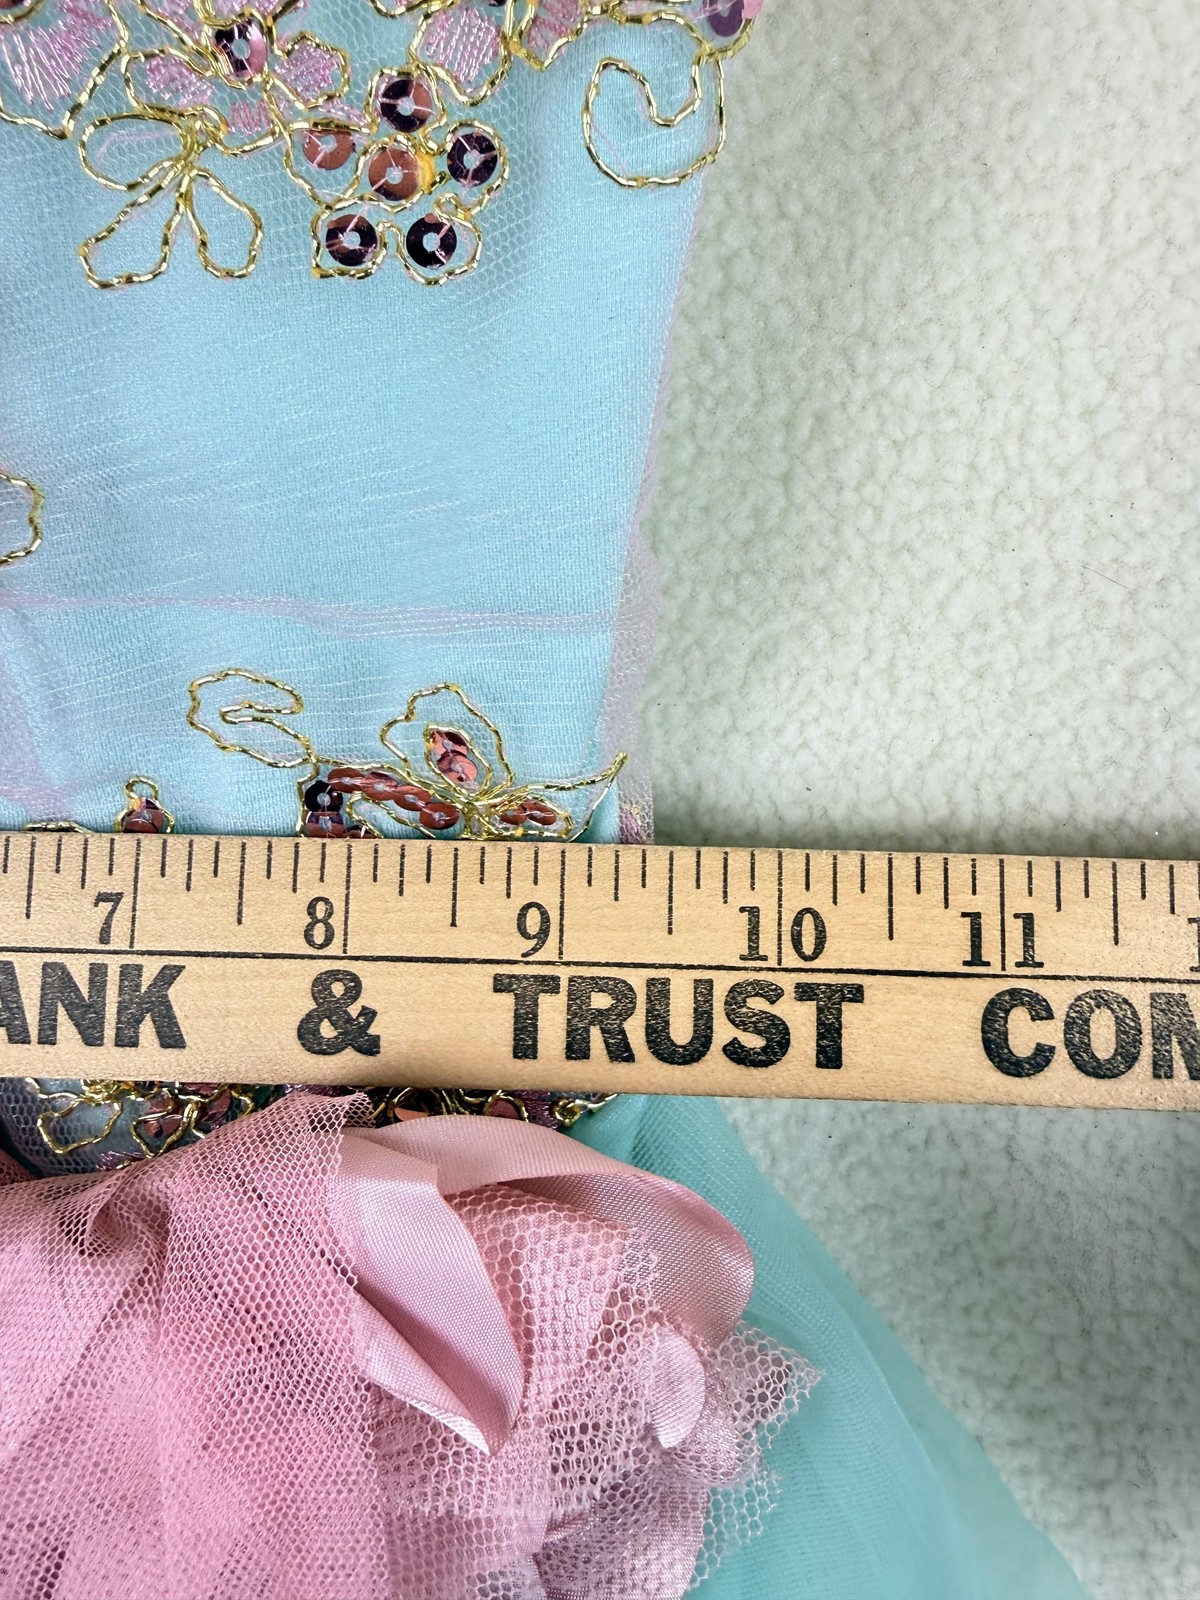 7 8 9 10 11
ANK & TRUST COM